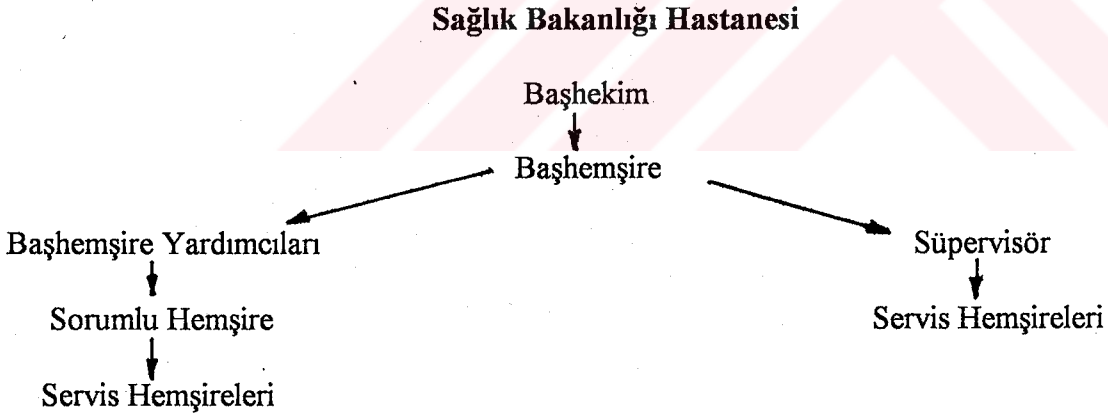 Sağlık Bakanlığı Hastanesi
Başhekim
Başhemşire
Başhemşire Yardımcıları
Süpervisör
Sorumlu Hemşire
Servis Hemşireleri
Servis Hemşireleri